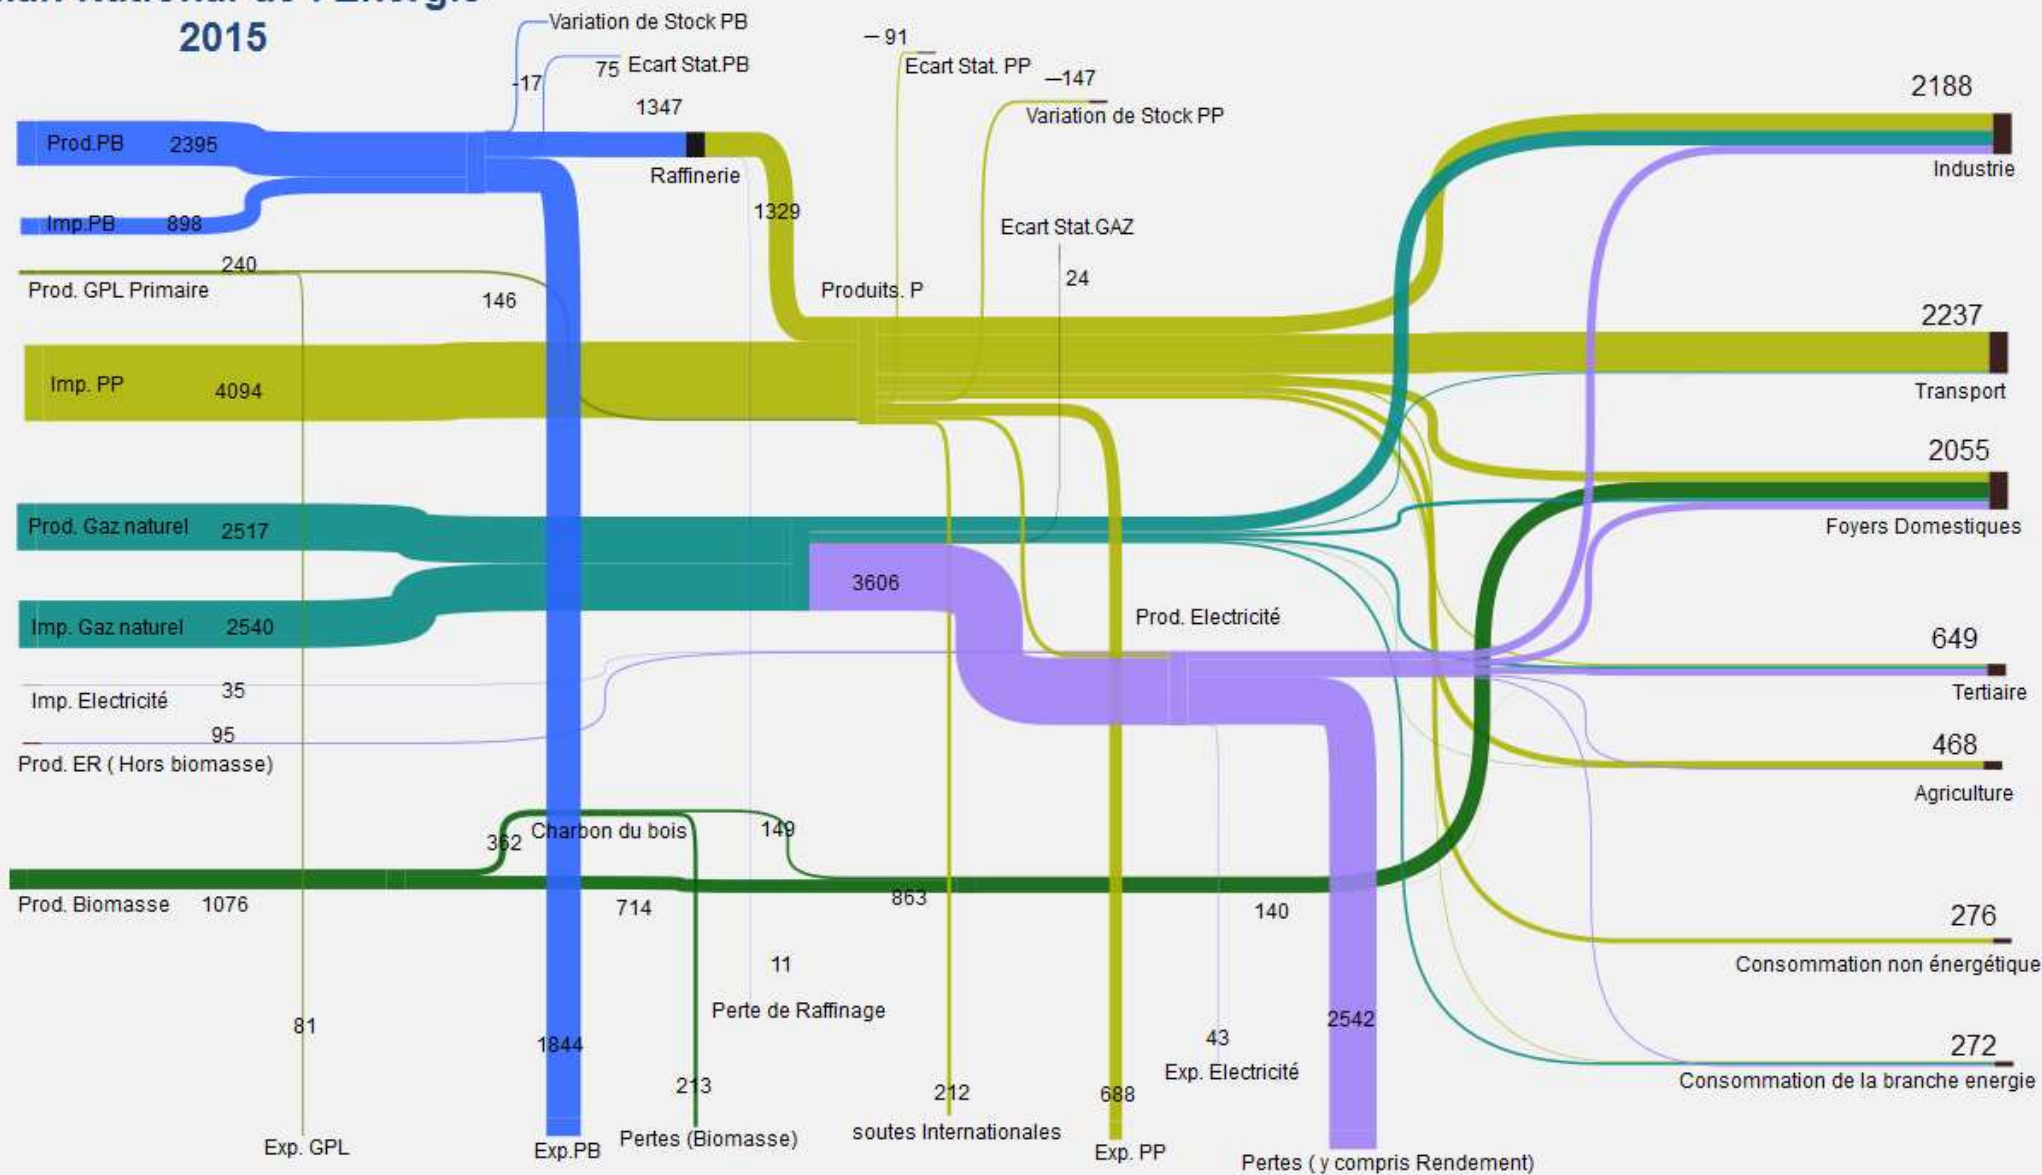 2015
Variation de Stock PB
-17
75 Ecart Stat.PB
1347
−91
Ecart Stat. PP
−147
Variation de Stock PP
2188
Industrie
Prod.PB 2395
Raffinerie
Imp.PB 898
1329
Ecart Stat.GAZ
24
240
Prod. GPL Primaire
146
Produits. P
2237
Transport
Imp. PP 4094
2055
Foyers Domestiques
Prod. Gaz naturel 2517
3606
Imp. Gaz naturel 2540
Prod. Electricité
649
Tertiaire
35
Imp. Electricité
95
Prod. ER ( Hors biomasse)
468
Agriculture
362
Charbon du bois
149
Prod. Biomasse 1076
714
863
140
276
Consommation non énergétique
11
Perte de Raffinage
81
1844
213
212
688
43
Exp. Electricité
2542
272
Consommation de la branche energie
Exp. GPL
Exp.PB
Pertes (Biomasse)
soutes Internationales
Exp. PP
Pertes ( y compris Rendement)